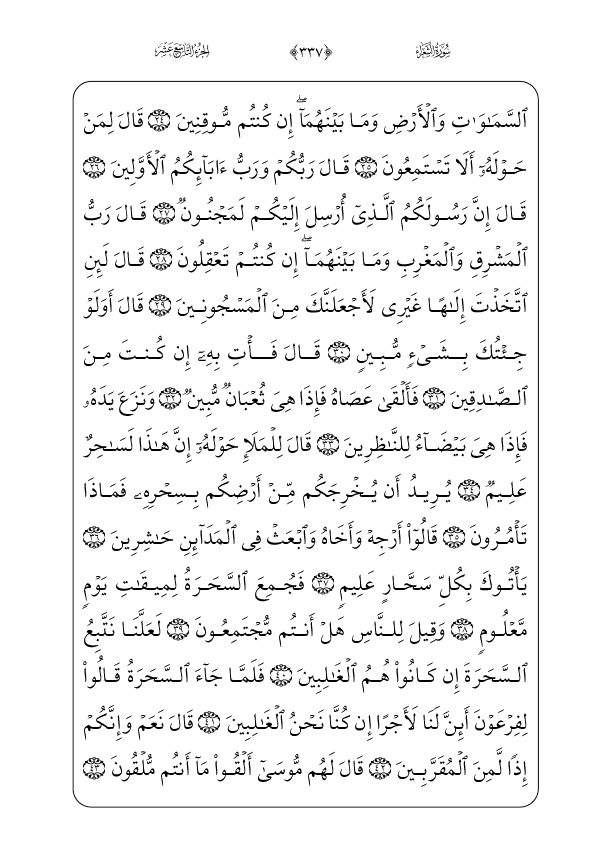 سُورَةُ الشُّعَرَاءِ ﴿٣٣٧﴾ الجُزْءُ التَّاسِعَ عَشَرَ
ٱلسَّمَٰوَٰتِ وَٱلْأَرْضِ وَمَا بَيْنَهُمَآۖ إِن كُنتُم مُّوقِنِينَ ٢٤ قَالَ لِمَنْ
حَوْلَهُۥٓ أَلَا تَسْتَمِعُونَ ٢٥ قَالَ رَبُّكُمْ وَرَبُّ ءَابَآئِكُمُ ٱلْأَوَّلِينَ ٢٦
قَالَ إِنَّ رَسُولَكُمُ ٱلَّذِىٓ أُرْسِلَ إِلَيْكُمْ لَمَجْنُونٌ ٢٧ قَالَ رَبُّ
ٱلْمَشْرِقِ وَٱلْمَغْرِبِ وَمَا بَيْنَهُمَآۖ إِن كُنتُمْ تَعْقِلُونَ ٢٨ قَالَ لَئِنِ
ٱتَّخَذْتَ إِلَٰهًا غَيْرِى لَأَجْعَلَنَّكَ مِنَ ٱلْمَسْجُونِينَ ٢٩ قَالَ أَوَلَوْ
جِئْتُكَ بِشَىْءٍ مُّبِينٍ ٣٠ قَالَ فَأْتِ بِهِۦٓ إِن كُنتَ مِنَ
ٱلصَّٰدِقِينَ ٣١ فَأَلْقَىٰ عَصَاهُ فَإِذَا هِىَ ثُعْبَانٌ مُّبِينٌ ٣٢ وَنَزَعَ يَدَهُۥ
فَإِذَا هِىَ بَيْضَآءُ لِلنَّٰظِرِينَ ٣٣ قَالَ لِلْمَلَإِ حَوْلَهُۥٓ إِنَّ هَٰذَا لَسَٰحِرٌ
عَلِيمٌ ٣٤ يُرِيدُ أَن يُخْرِجَكُم مِّنْ أَرْضِكُم بِسِحْرِهِۦ فَمَاذَا
تَأْمُرُونَ ٣٥ قَالُوٓا۟ أَرْجِهْ وَأَخَاهُ وَٱبْعَثْ فِى ٱلْمَدَآئِنِ حَٰشِرِينَ ٣٦
يَأْتُوكَ بِكُلِّ سَحَّارٍ عَلِيمٍ ٣٧ فَجُمِعَ ٱلسَّحَرَةُ لِمِيقَٰتِ يَوْمٍ
مَّعْلُومٍ ٣٨ وَقِيلَ لِلنَّاسِ هَلْ أَنتُم مُّجْتَمِعُونَ ٣٩ لَعَلَّنَا نَتَّبِعُ
ٱلسَّحَرَةَ إِن كَانُوا۟ هُمُ ٱلْغَٰلِبِينَ ٤٠ فَلَمَّا جَآءَ ٱلسَّحَرَةُ قَالُوا۟
لِفِرْعَوْنَ أَئِنَّ لَنَا لَأَجْرًا إِن كُنَّا نَحْنُ ٱلْغَٰلِبِينَ ٤١ قَالَ نَعَمْ وَإِنَّكُمْ
إِذًا لَّمِنَ ٱلْمُقَرَّبِينَ ٤٢ قَالَ لَهُم مُّوسَىٰٓ أَلْقُوا۟ مَآ أَنتُم مُّلْقُونَ ٤٣